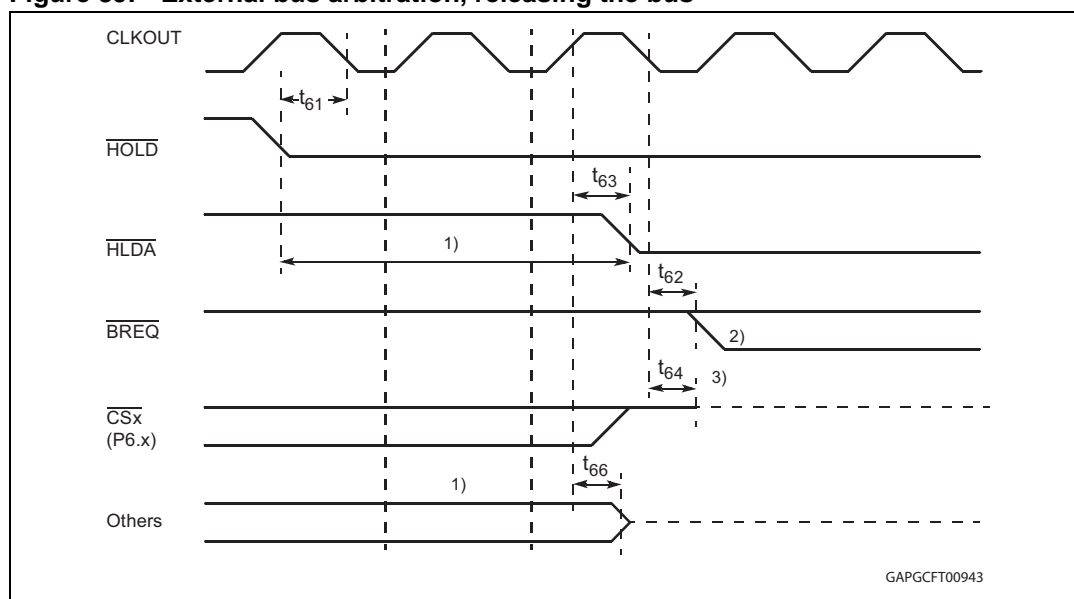 Figure External bus arbitration, releasing the bus
CLKOUT
t61
HOLD
t63
HLDA
1)
t62
BREQ
2)
t64
3)
CSx
(P6.x)
t66
1)
Others
GAPGCFT00943